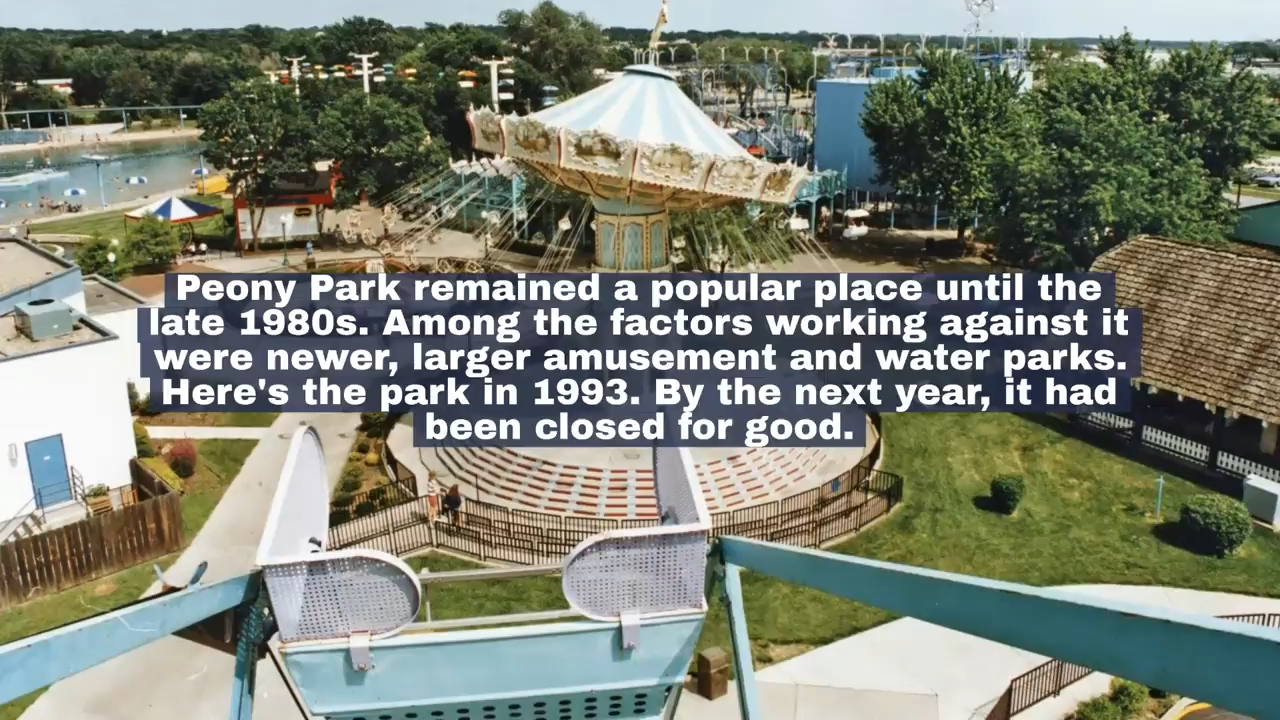 Peony Park remained a popular place until the
late 1980s. Among the factors working against it
were newer, larger amusement and water parks.
Here's the park in 1993. By the next year, it had
been closed for good.